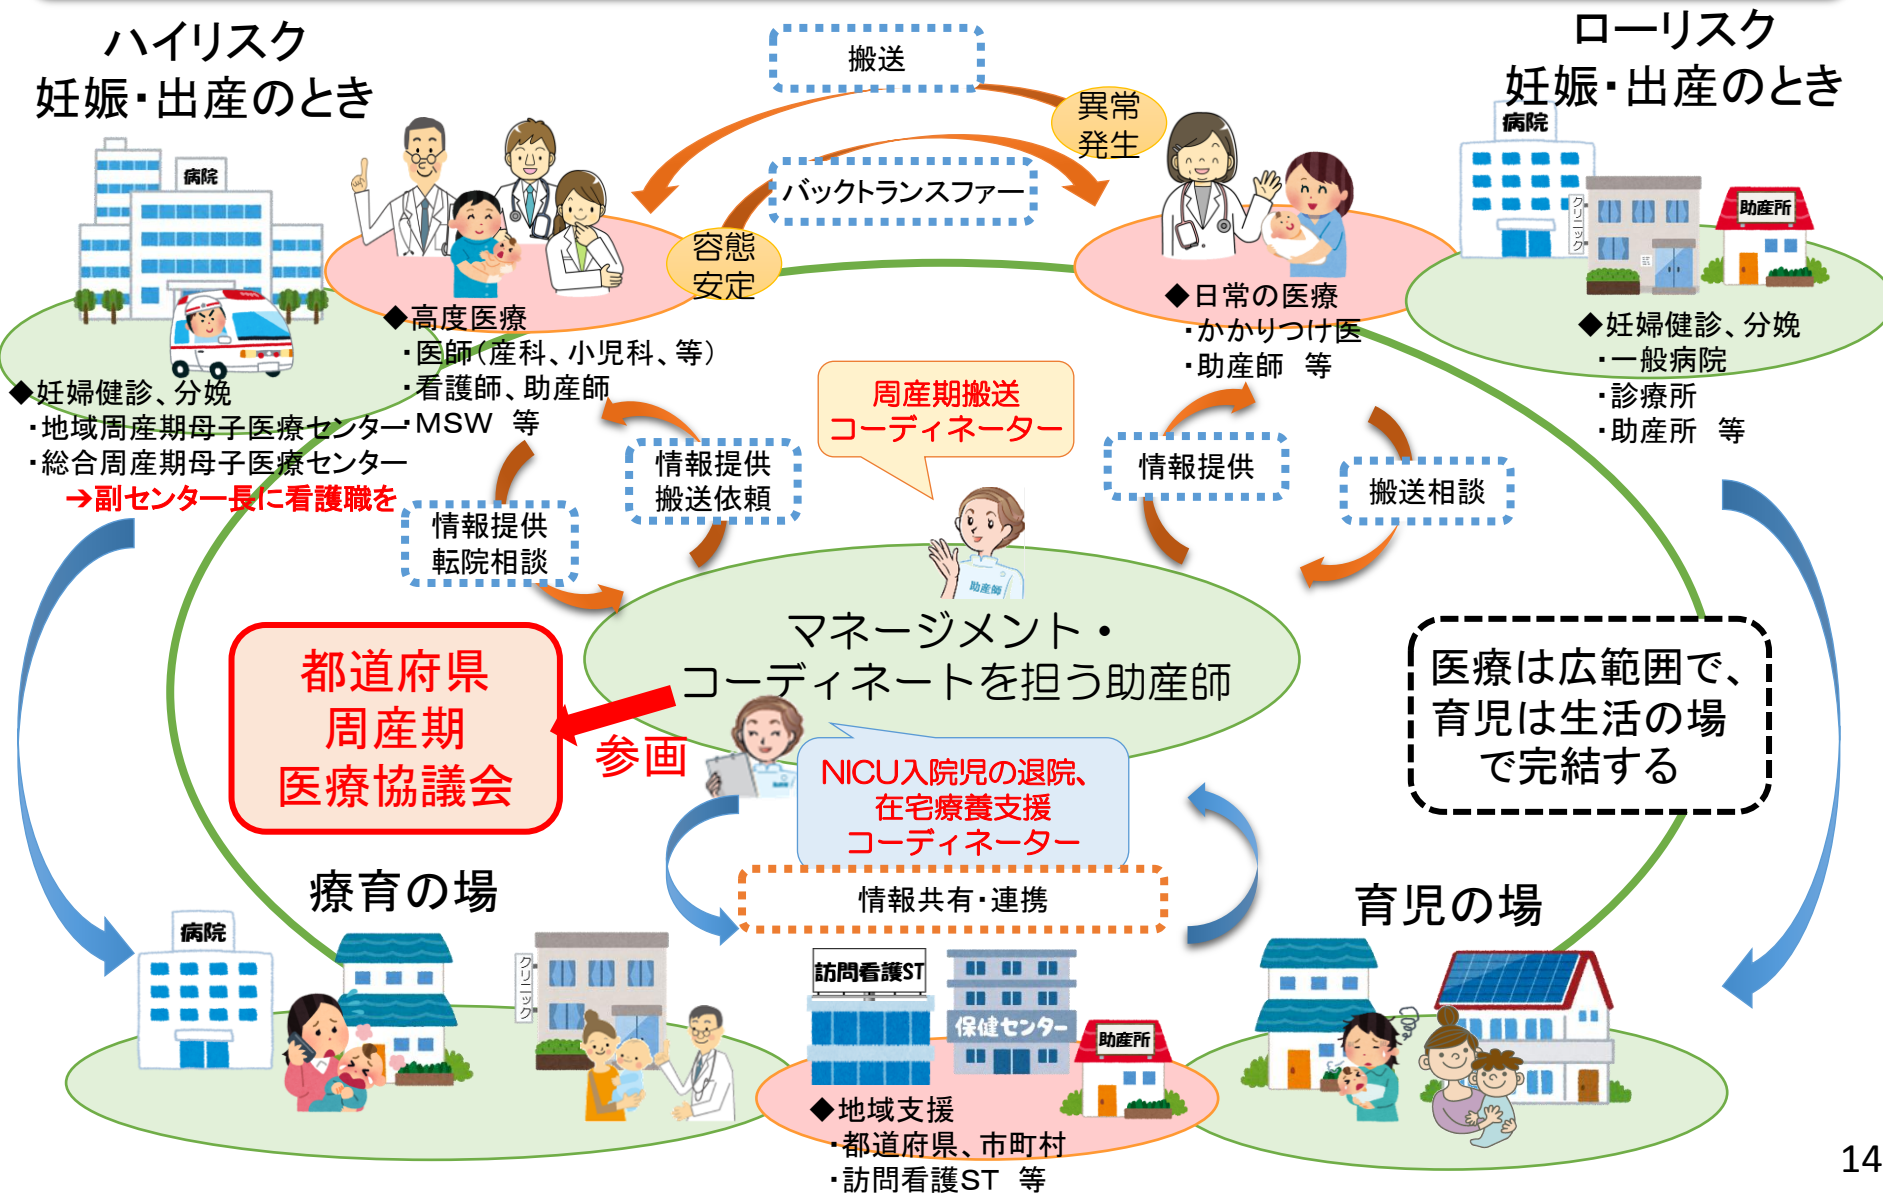 ハイリスク
妊娠・出産のとき
搬送
ローリスク
妊娠・出産のとき
異常
発生
バックトランスファー
容態
安定
病院
病院
クリニック
助産所
◆高度医療
・医師(産科、小児科、等)
・看護師、助産師
・MSW 等
◆日常の医療
・かかりつけ医
・助産師 等
◆妊婦健診、分娩
・一般病院
・診療所
・助産所 等
◆妊婦健診、分娩
・地域周産期母子医療センター
・総合周産期母子医療センター
➔副センター長に看護職を
周産期搬送
コーディネーター
情報提供
搬送依頼
情報提供
転院相談
情報提供
搬送相談
助産師
マネージメント・
コーディネートを担う助産師
都道府県
周産期
医療協議会
参画
医療は広範囲で、
育児は生活の場
で完結する
NICU入院児の退院、
在宅療養支援
コーディネーター
情報共有・連携
療育の場
育児の場
病院
クリニック
訪問看護ST
保健センター
助産所
◆地域支援
・都道府県、市町村
・訪問看護ST 等
14